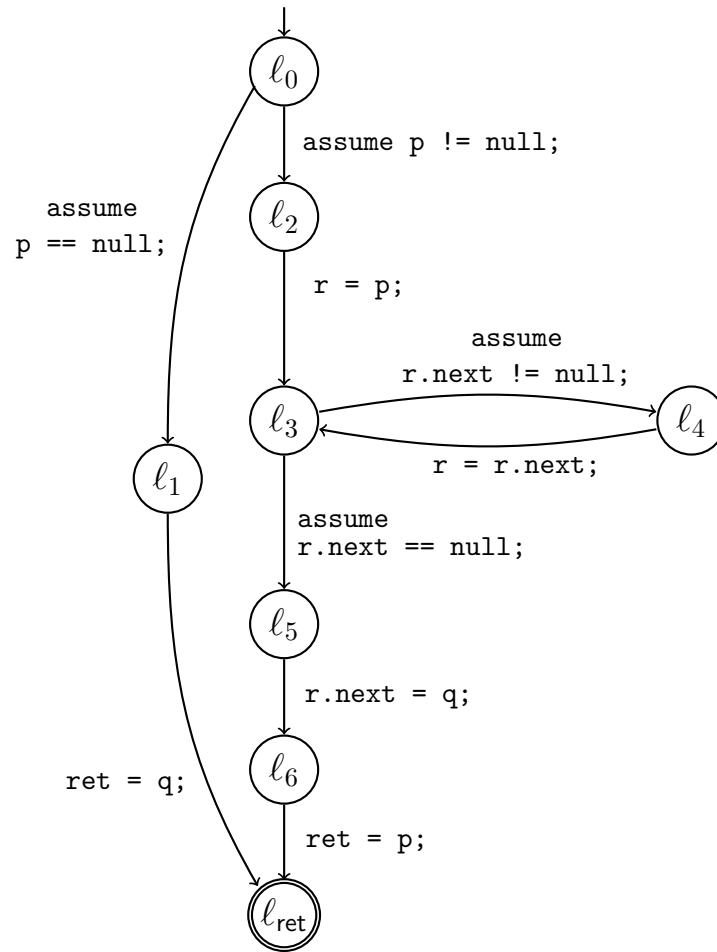 ℓ0
assume p != null;
assume
p == null;
ℓ2
r = p;
assume
r.next != null;
ℓ3
ℓ4
r = r.next;
ℓ1
assume
r.next == null;
ℓ5
r.next = q;
ℓ6
ret = q;
ret = p;
ℓret